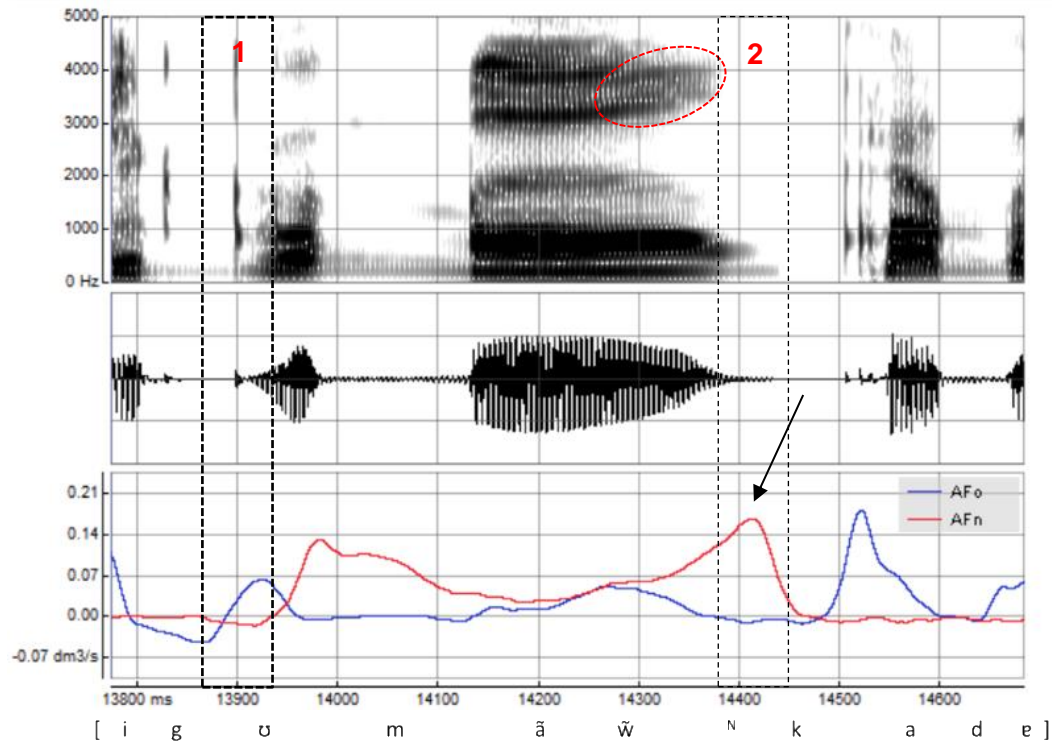 5000
4000
3000
2000
1000
0 Hz
1
2
0.21
0.14
0.07
0.00
-0.07 dm3/s
AFo
AFn
13800 ms 13900 14000 14100 14200 14300 14400 14500 14600
[ i g ʊ m ã w̃ ᶰ k a d ɐ ]